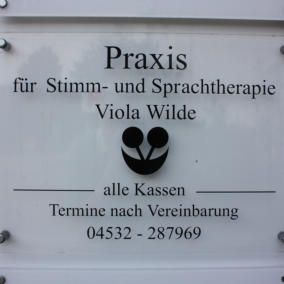 Praxis
für Stimm- und Sprachtherapie
Viola Wilde
alle Kassen
Termine nach Vereinbarung
04532 - 287969